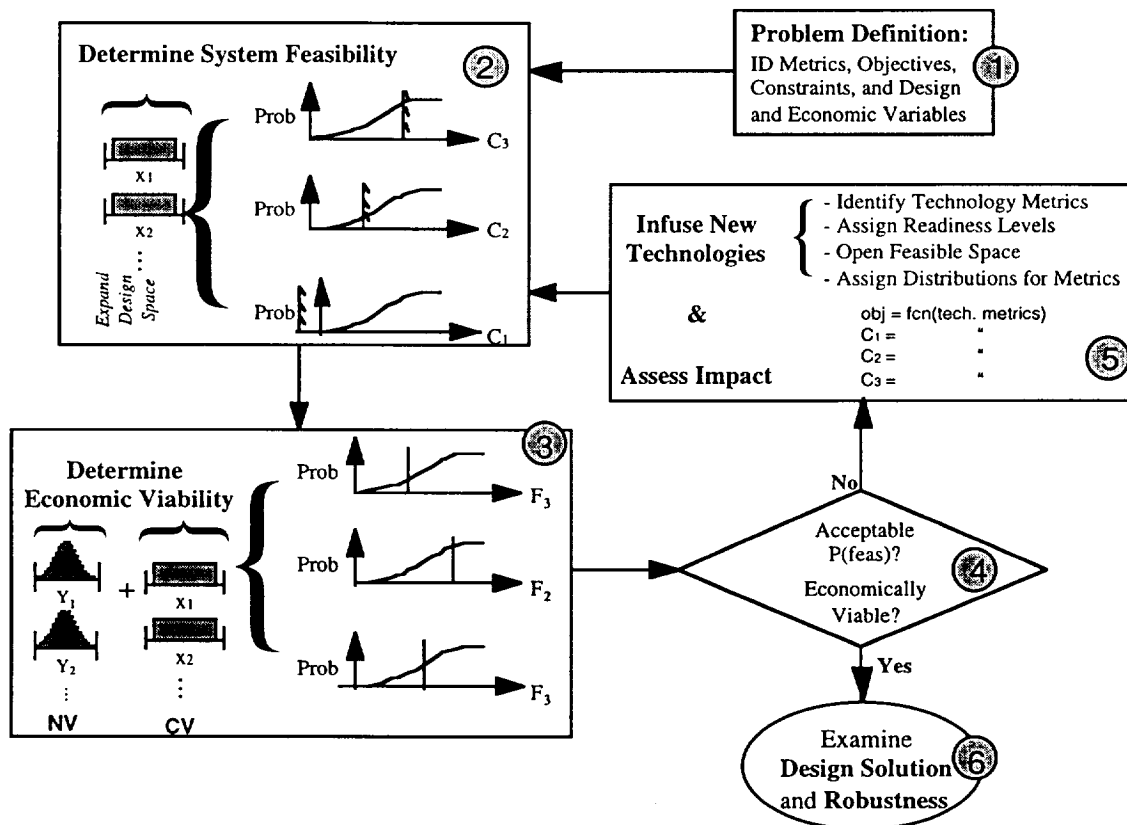 Problem Definition:
ID Metrics, Objectives,
Constraints, and Design
and Economic Variables
1
Determine System Feasibility
2
Prob
C3
x1
Prob
C2
x2
...
Expand
Design
Space
Prob
C1
Determine
Economic Viability
3
Prob
F3
Y1
+
x1
Prob
F2
Y2
x2
Prob
F3
...
...
NV
CV
Acceptable
P(feas)?
Economically
Viable?
4
No
Yes
Infuse New
Technologies
- Identify Technology Metrics
- Assign Readiness Levels
- Open Feasible Space
- Assign Distributions for Metrics
&
Assess Impact
obj = fcn(tech. metrics)
C1 = "
C2 = "
C3 = "
5
Examine
Design Solution
and Robustness
6